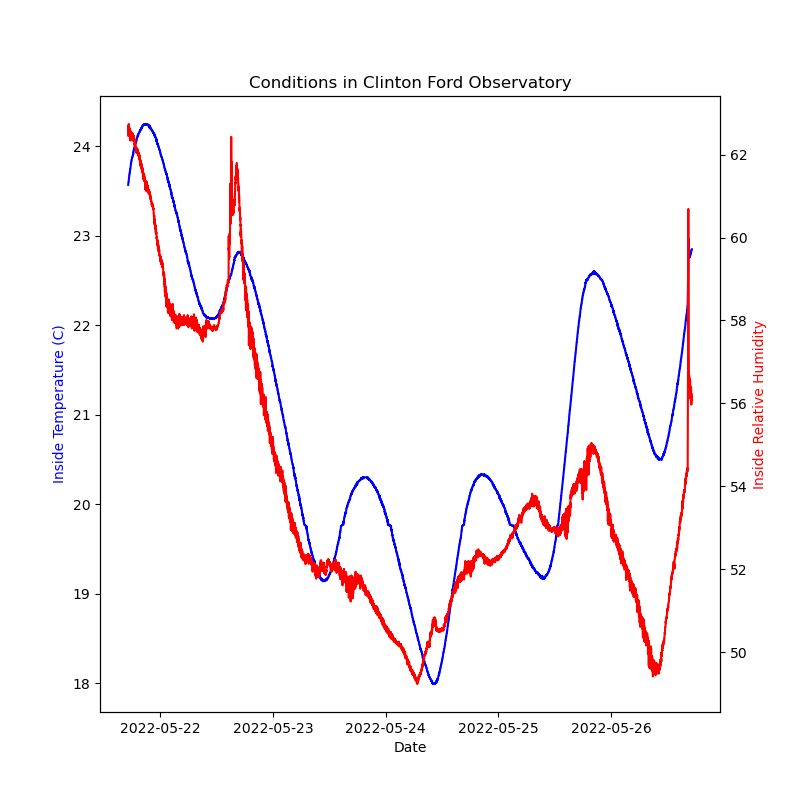 Conditions in Clinton Ford Observatory
Inside Temperature (C)
24
23
22
21
20
19
18
62
60
58
56
54
52
50
Inside Relative Humidity
2022-05-22 2022-05-23 2022-05-24 2022-05-25 2022-05-26
Date